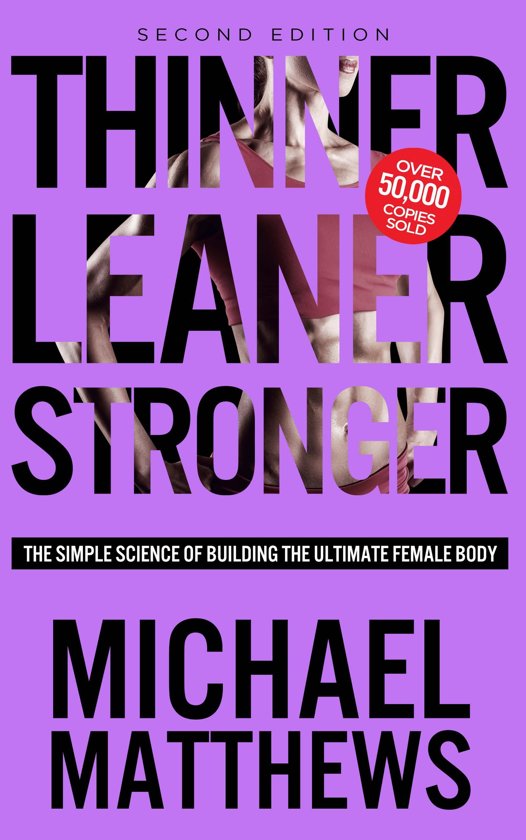 SECOND EDITION
THINNER
OVER
50,000
COPIES
SOLD
LEANER
STRONGER
THE SIMPLE SCIENCE OF BUILDING THE ULTIMATE FEMALE BODY
MICHAEL
MATTHEWS